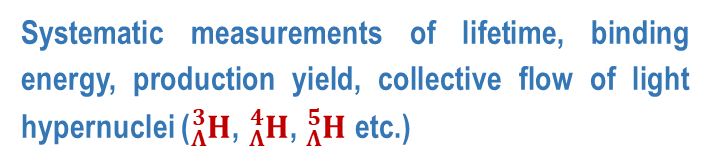 Systematic measurements of lifetime, binding
energy, production yield, collective flow of light
hypernuclei (³ΛH, ⁴ΛH, ⁵ΛH etc.)